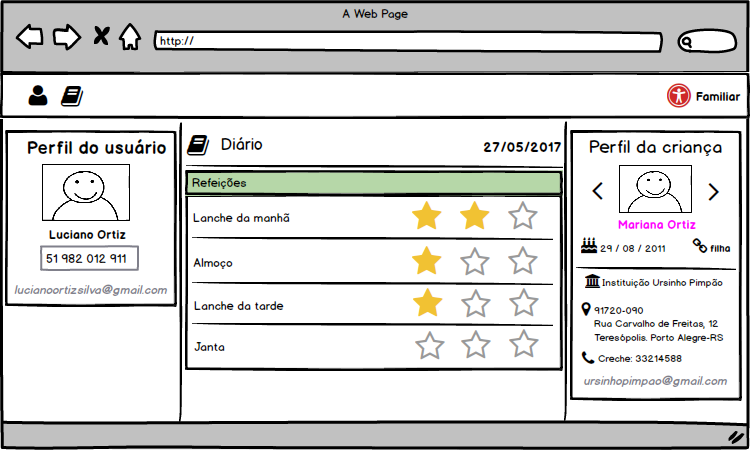 A Web Page
http://
Familiar
Perfil do usuário
Luciano Ortiz
51 982 012 911
lucianoortizsilva@gmail.com
Diário
27/05/2017
Refeições
Lanche da manhã
Almoço
Lanche da tarde
Janta
Perfil da criança
Mariana Ortiz
29 / 08 / 2011
filha
Instituição Ursinho Pimpão
91720-090
Rua Carvalho de Freitas, 12
Teresópolis. Porto Alegre-RS
Creche: 33214588
ursinhopimpao@gmail.com